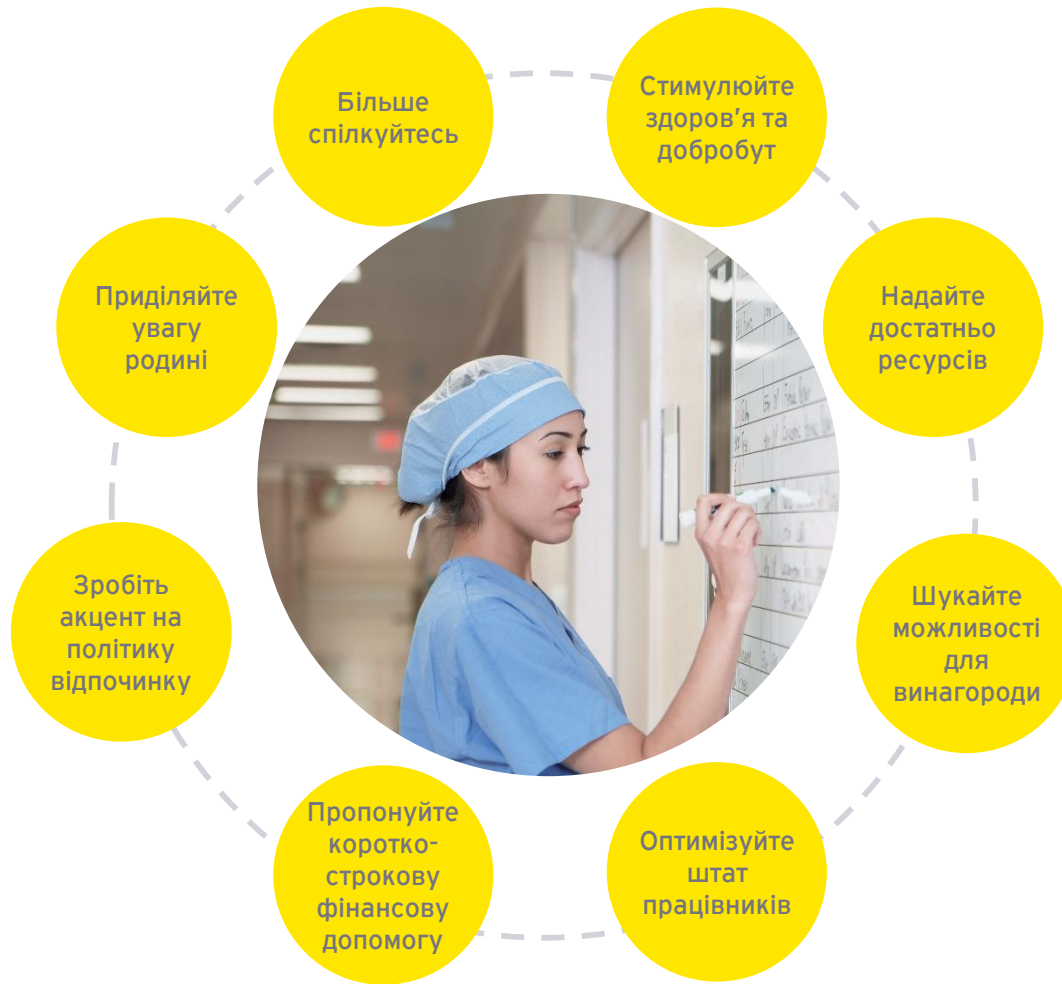 Більше
спілкуйтесь
Стимулюйте
здоров’я та
добробут
Надайте
достатньо
ресурсів
Шукайте
можливості
для
винагороди
Оптимізуйте
штат
працівників
Пропонуйте
коротко-
строкову
фінансову
допомогу
Зробіть
акцент на
політику
відпочинку
Приділяйте
увагу
родині